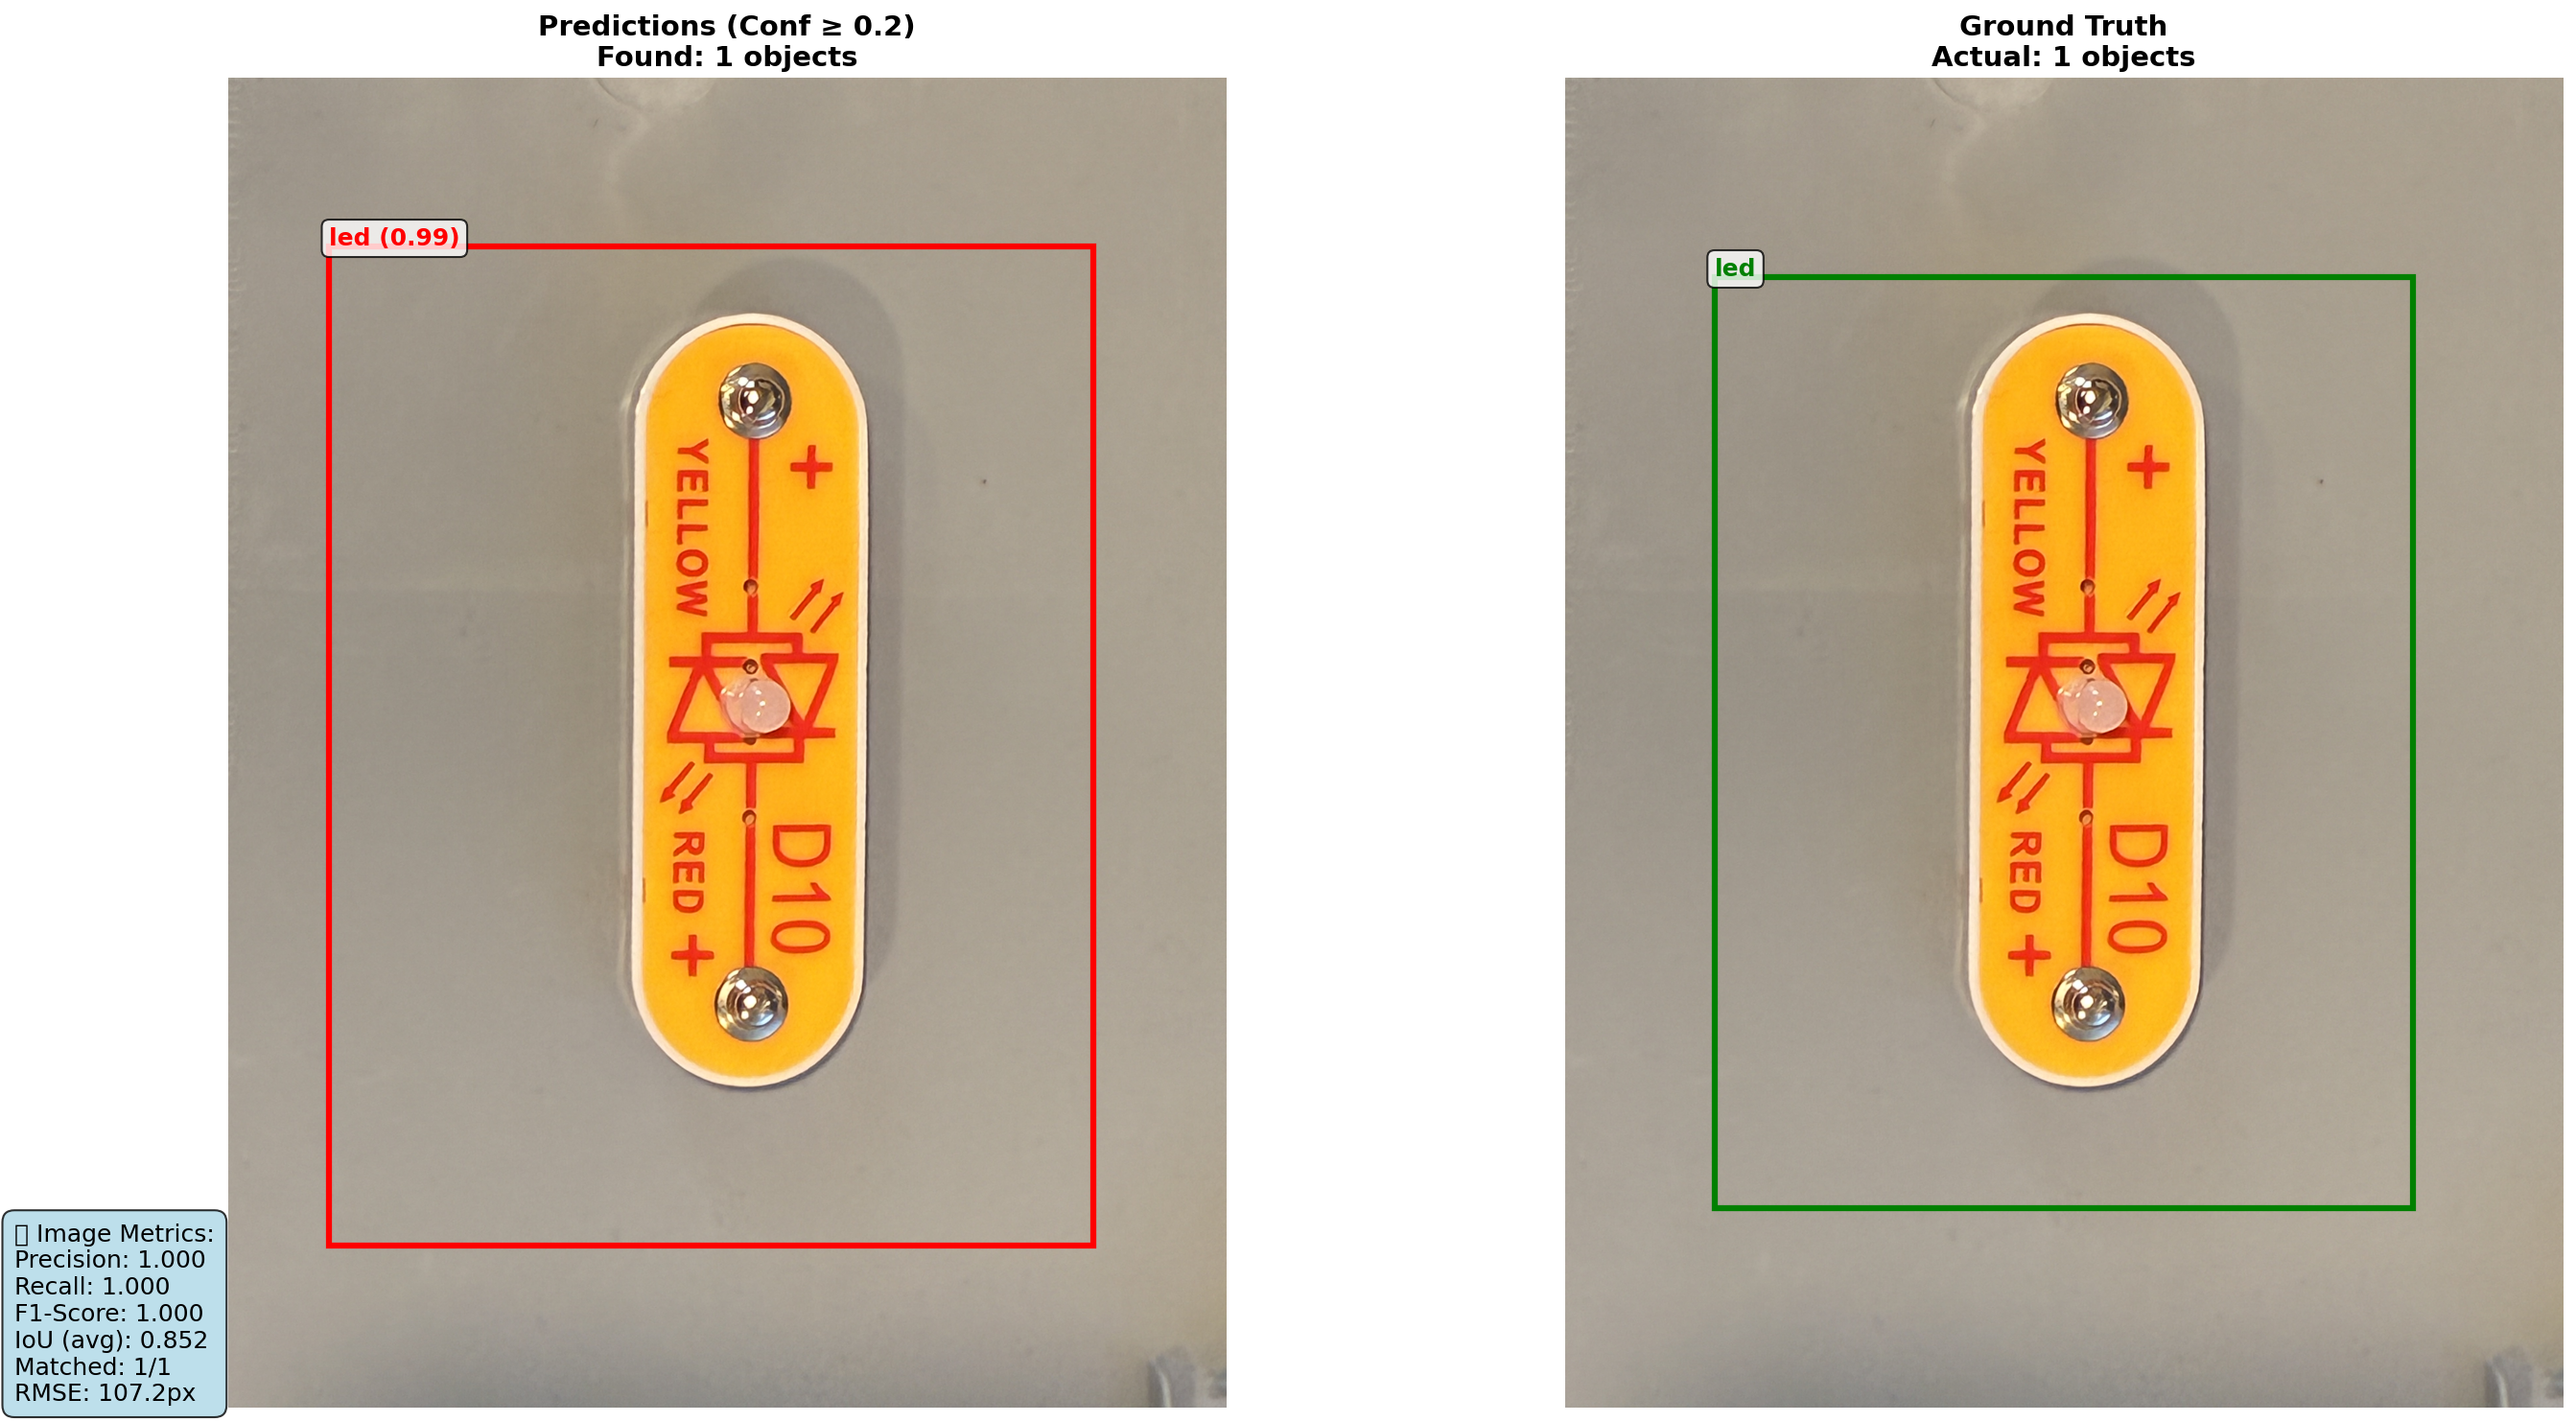 Predictions (Conf ≥ 0.2)
Found: 1 objects
led (0.99)
+
YELLOW
D10
RED
+
Image Metrics:
Precision: 1.000
Recall: 1.000
F1-Score: 1.000
IoU (avg): 0.852
Matched: 1/1
RMSE: 107.2px
Ground Truth
Actual: 1 objects
led
+
YELLOW
D10
RED
+